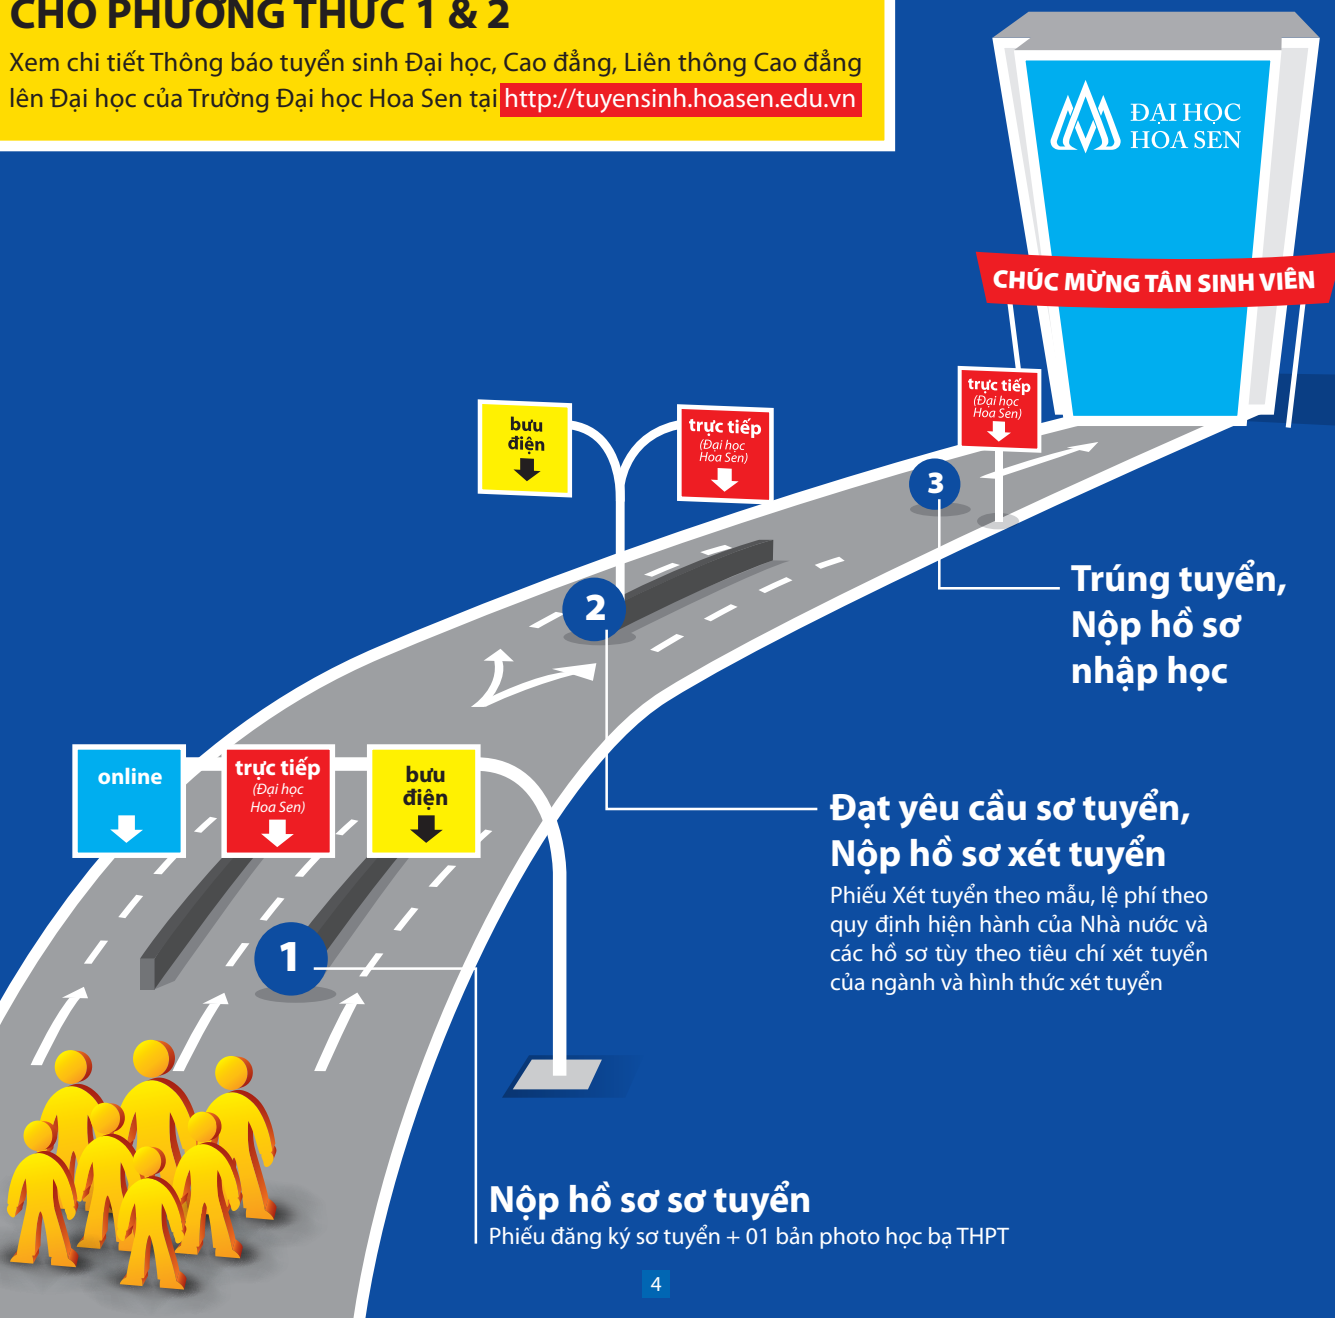 CHO PHƯƠNG THỨC 1 & 2
Xem chi tiết Thông báo tuyển sinh Đại học, Cao đẳng, Liên thông Cao đẳng
lên Đại học của Trường Đại học Hoa Sen tại http://tuyensinh.hoasen.edu.vn
ĐẠI HỌC
HOA SEN
CHÚC MỪNG TÂN SINH VIÊN
trực tiếp
(Đại học
Hoa Sen)
bưu
điện
trực tiếp
(Đại học
Hoa Sen)
3
Trúng tuyển,
Nộp hồ sơ
nhập học
2
online
trực tiếp
(Đại học
Hoa Sen)
bưu
điện
Đạt yêu cầu sơ tuyển,
Nộp hồ sơ xét tuyển
Phiếu Xét tuyển theo mẫu, lệ phí theo
quy định hiện hành của Nhà nước và
các hồ sơ tùy theo tiêu chí xét tuyển
của ngành và hình thức xét tuyển
1
Nộp hồ sơ sơ tuyển
Phiếu đăng ký sơ tuyển + 01 bản photo học bạ THPT
4